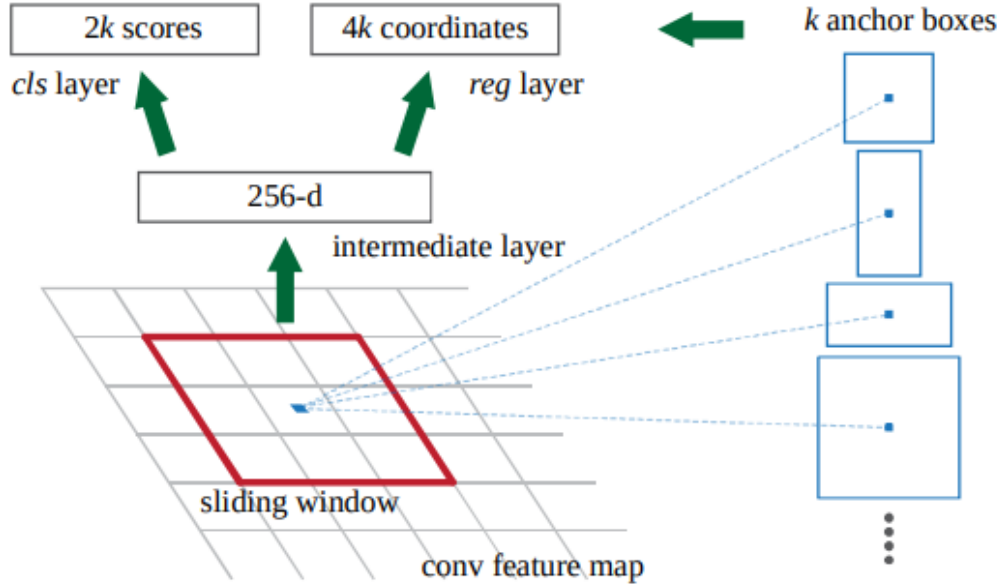 2k scores
4k coordinates
k anchor boxes
cls layer
reg layer
256-d
intermediate layer
sliding window
conv feature map